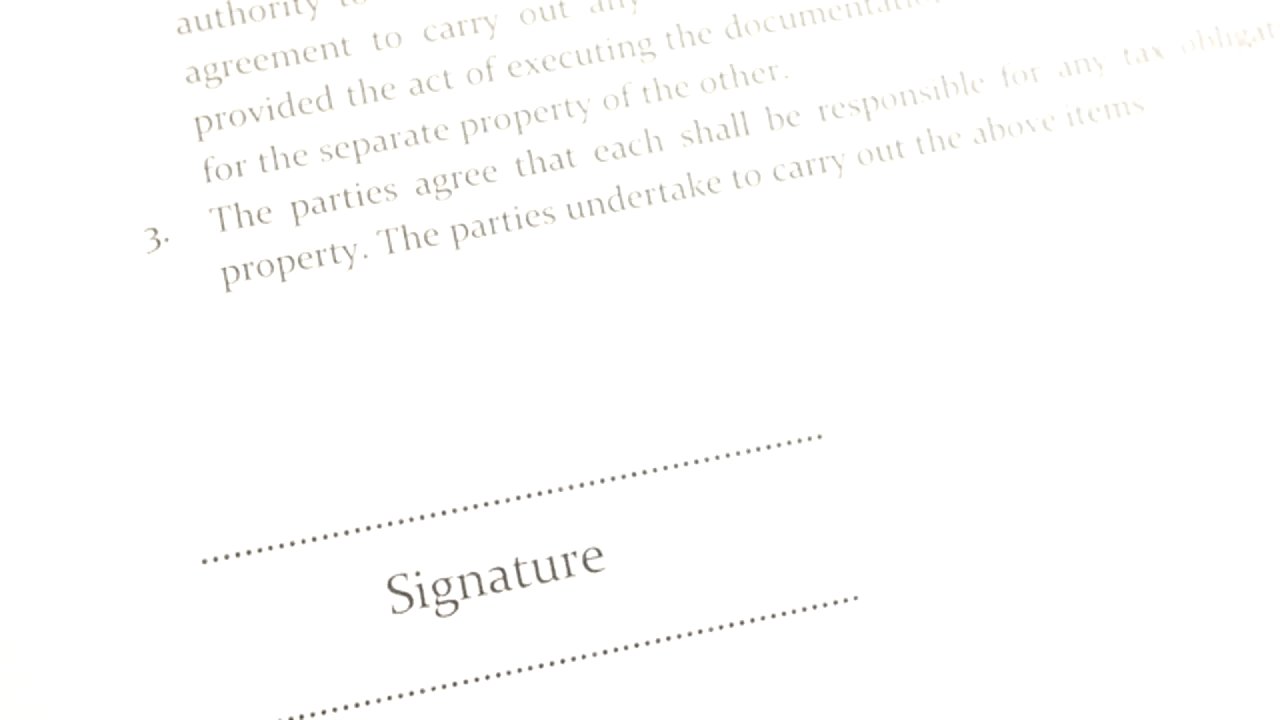 authority
agreement to carry out any
provided the act of executing the
for the separate property of the other.
3. The parties agree that each shall be responsible for any tax
property. The parties undertake to carry out the above items
........................................................
Signature
........................................................